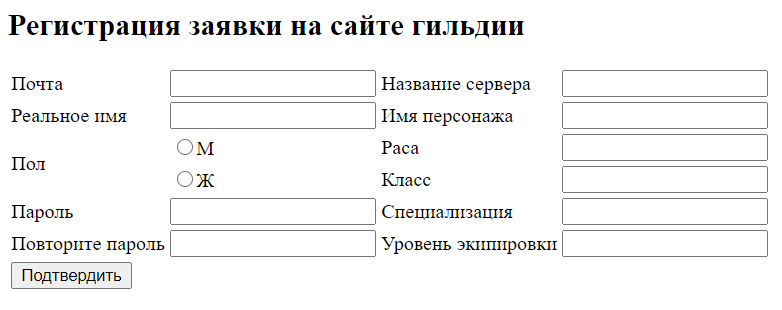 Регистрация заявки на сайте гильдии
Почта Название сервера
Реальное имя Имя персонажа
Пол М Раса
Ж Класс
Пароль Специализация
Повторите пароль Уровень экипировки
Подтвердить